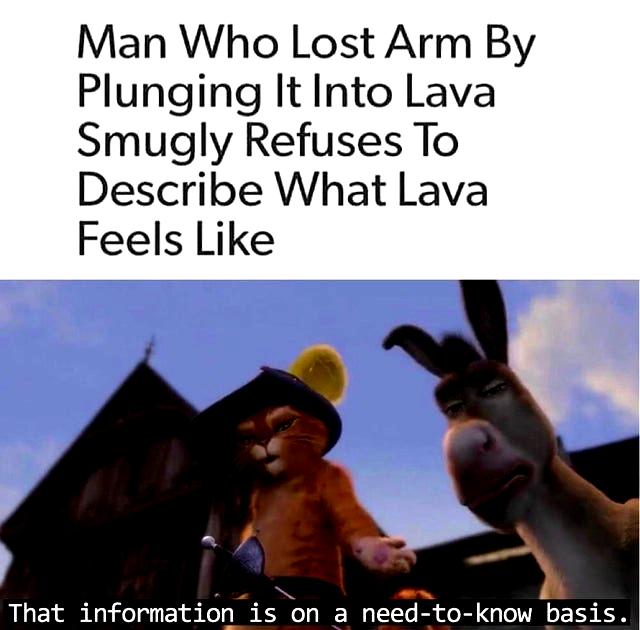 Man Who Lost Arm By
Plunging It Into Lava
Smugly Refuses To
Describe What Lava
Feels Like
That information is on a need-to-know basis.